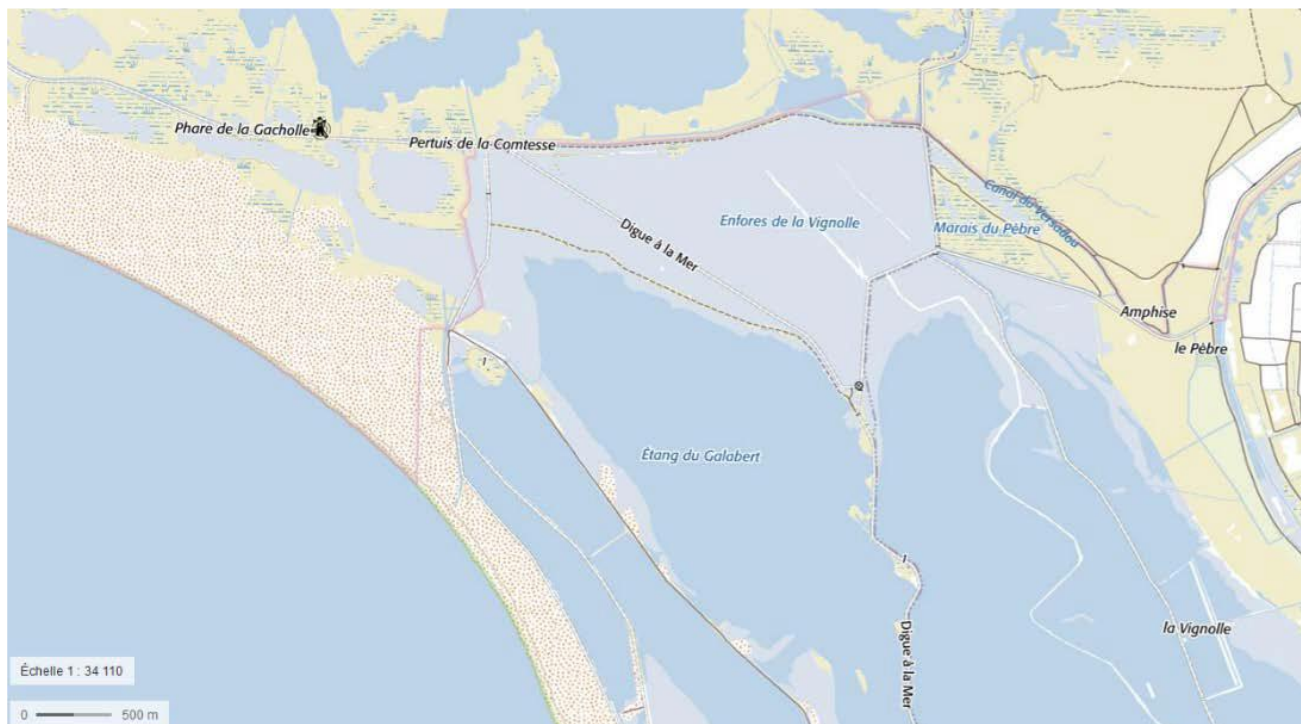 Phare de la Gacholle
Pertuis de la Comtesse
Digue à la Mer
Enfores de la Vignolle
Canal du Versadou
Marais du Pèbre
Amphise
le Pèbre
Étang du Galabert
Digue à la Mer
la Vignolle
Échelle 1 : 34 110
0 500 m